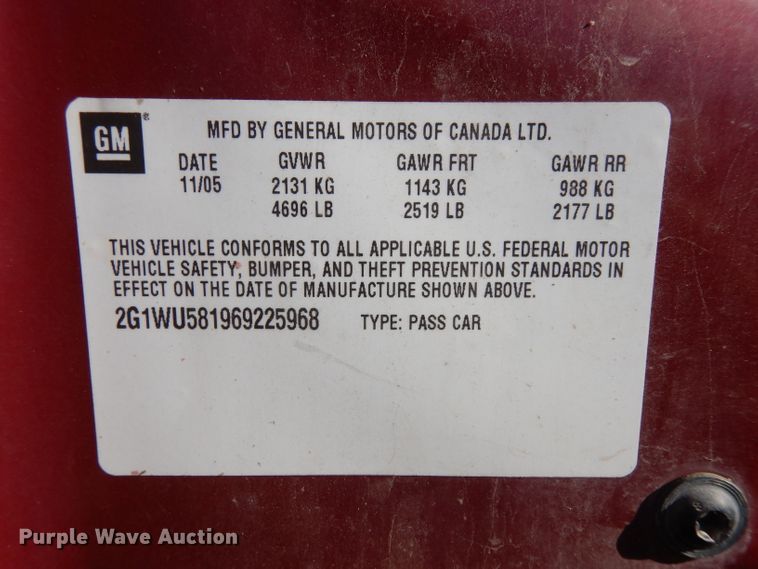 GM ®
MFD BY GENERAL MOTORS OF CANADA LTD.
DATE GVWR GAWR FRT GAWR RR
11/05 2131 KG 1143 KG 988 KG
4696 LB 2519 LB 2177 LB
THIS VEHICLE CONFORMS TO ALL APPLICABLE U.S. FEDERAL MOTOR
VEHICLE SAFETY, BUMPER, AND THEFT PREVENTION STANDARDS IN
EFFECT ON THE DATE OF MANUFACTURE SHOWN ABOVE.
2G1WU581969225968 TYPE: PASS CAR
Purple Wave Auction